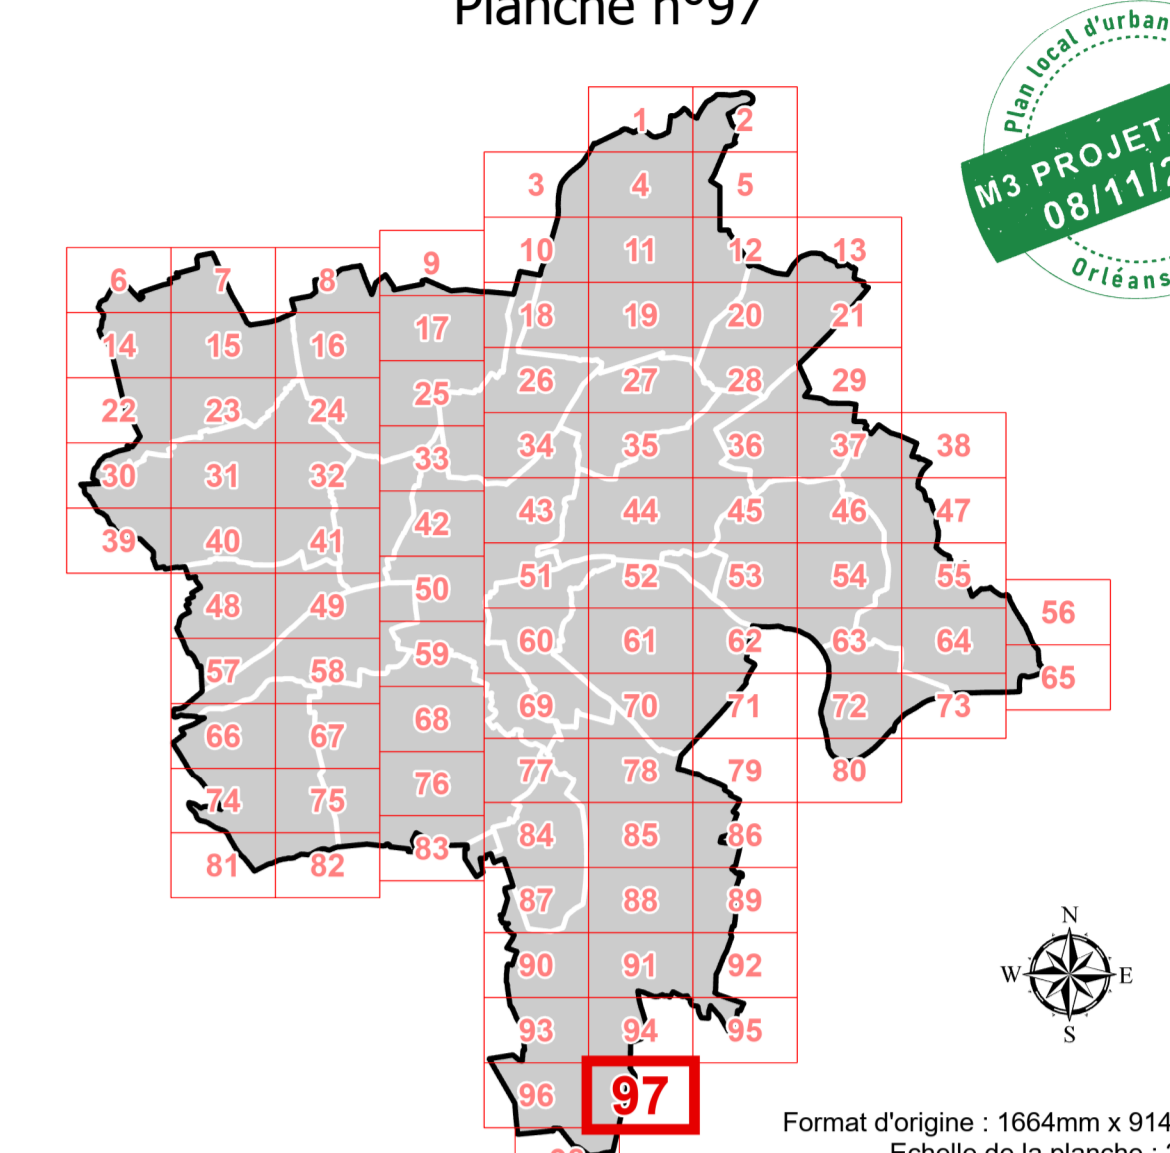 Planche n°97
Plan local d'urban
M3 PROJET
08/11/2
Orléans
1 2
3 4 5
6 7 8 9 10 11 12 13
14 15 16 17 18 19 20 21
22 23 24 25 26 27 28 29
30 31 32 33 34 35 36 37 38
39 40 41 42 43 44 45 46 47
48 49 50 51 52 53 54 55 56
57 58 59 60 61 62 63 64 65
66 67 68 69 70 71 72 73
74 75 76 77 78 79 80
81 82 83 84 85 86
87 88 89
90 91 92
93 94 95
96 97
N
W E
S
Format d'origine : 1664mm x 914
Echelle de la planche :